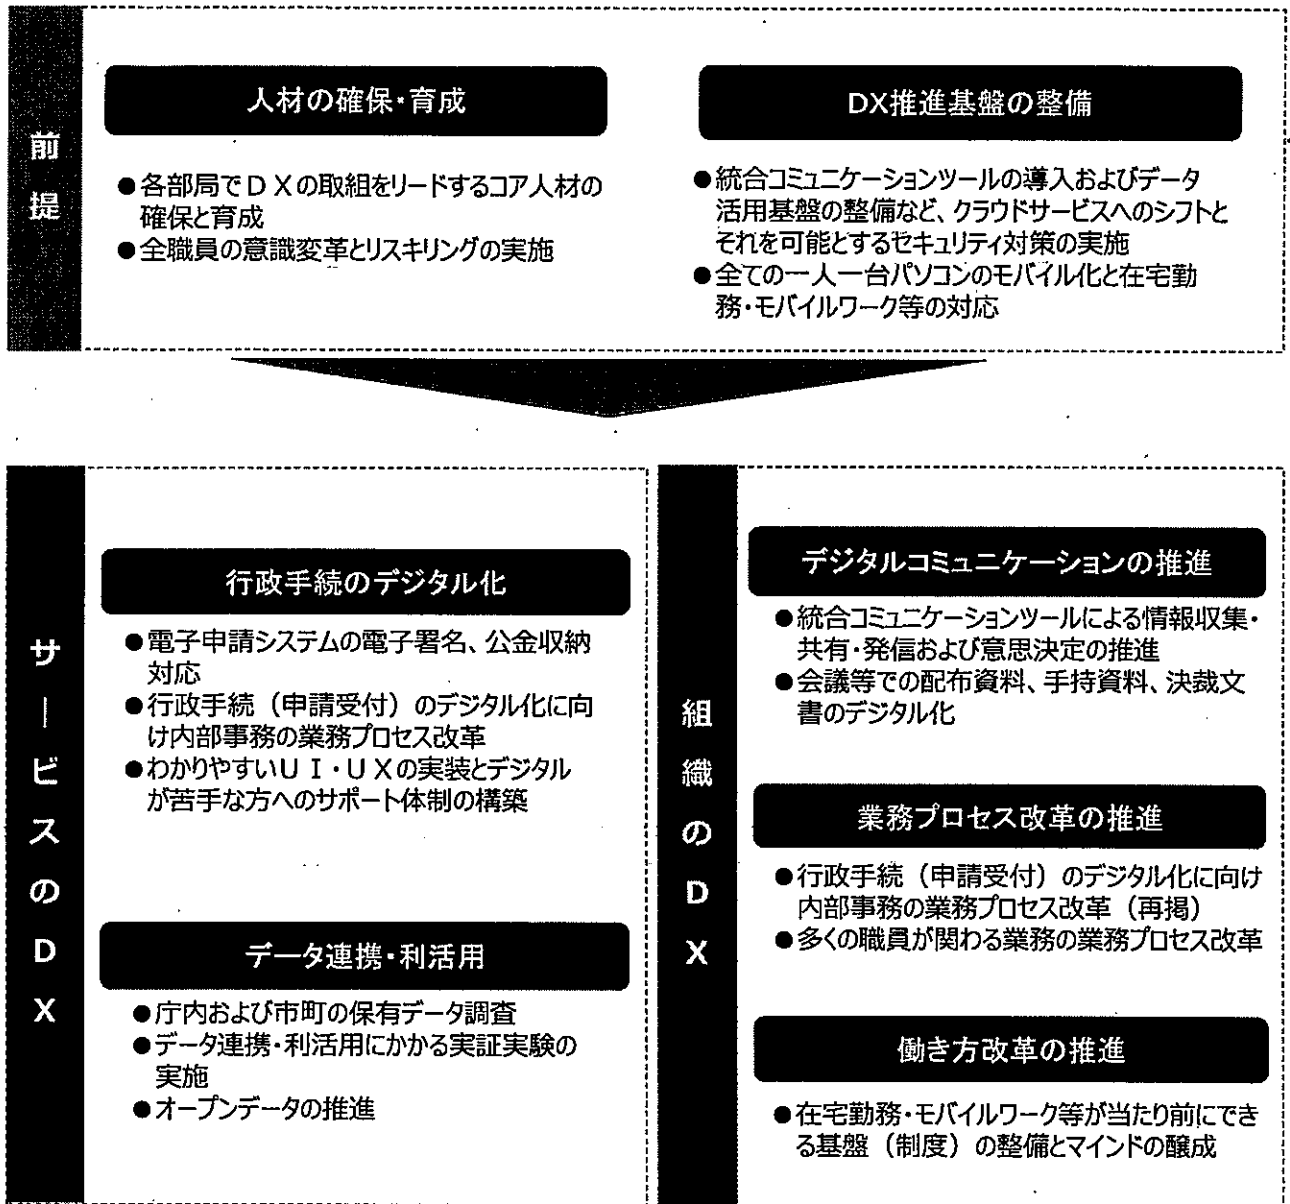 前提
人材の確保・育成
●各部局でDXの取組をリードするコア人材の
確保と育成
●全職員の意識変革とリスキリングの実施
DX推進基盤の整備
●統合コミュニケーションツールの導入およびデータ
活用基盤の整備など、クラウドサービスへのシフトと
それを可能とするセキュリティ対策の実施
●全ての一人一台パソコンのモバイル化と在宅勤
務・モバイルワーク等の対応
サービスのDX
行政手続のデジタル化
●電子申請システムの電子署名、公金収納
対応
●行政手続（申請受付）のデジタル化に向
け内部事務の業務プロセス改革
●わかりやすいUI・UXの実装とデジタル
が苦手な方へのサポート体制の構築
データ連携・利活用
●庁内および市町の保有データ調査
●データ連携・利活用にかかる実証実験の
実施
●オープンデータの推進
組織のDX
デジタルコミュニケーションの推進
●統合コミュニケーションツールによる情報収集・
共有・発信および意思決定の推進
●会議等での配布資料、手持資料、決裁文
書のデジタル化
業務プロセス改革の推進
●行政手続（申請受付）のデジタル化に向け
内部事務の業務プロセス改革（再掲）
●多くの職員が関わる業務の業務プロセス改革
働き方改革の推進
●在宅勤務・モバイルワーク等が当たり前にでき
る基盤（制度）の整備とマインドの醸成